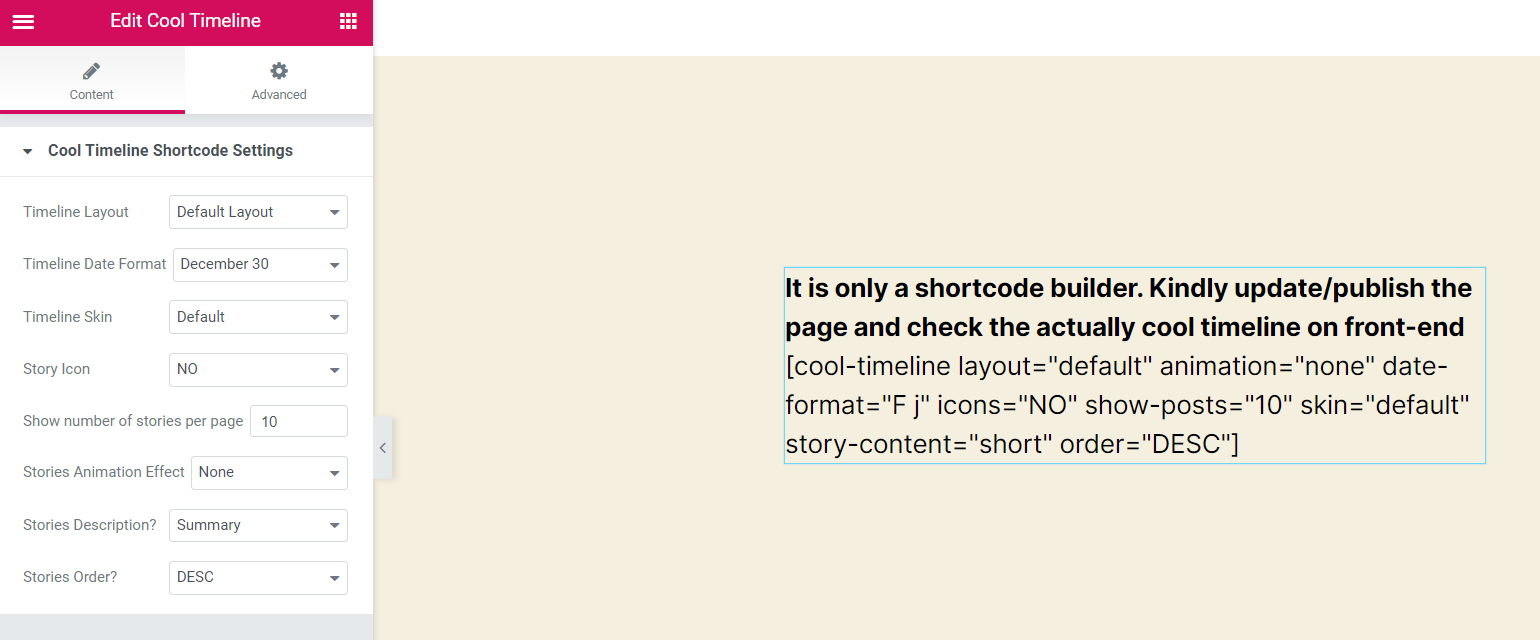 Edit Cool Timeline
Content
Advanced
Cool Timeline Shortcode Settings
Timeline Layout
Default Layout
Timeline Date Format
December 30
Timeline Skin
Default
Story Icon
NO
Show number of stories per page
10
Stories Animation Effect
None
Stories Description?
Summary
Stories Order?
DESC
It is only a shortcode builder. Kindly update/publish the
page and check the actually cool timeline on front-end
[cool-timeline layout="default" animation="none" date-
format="F j" icons="NO" show-posts="10" skin="default"
story-content="short" order="DESC"]